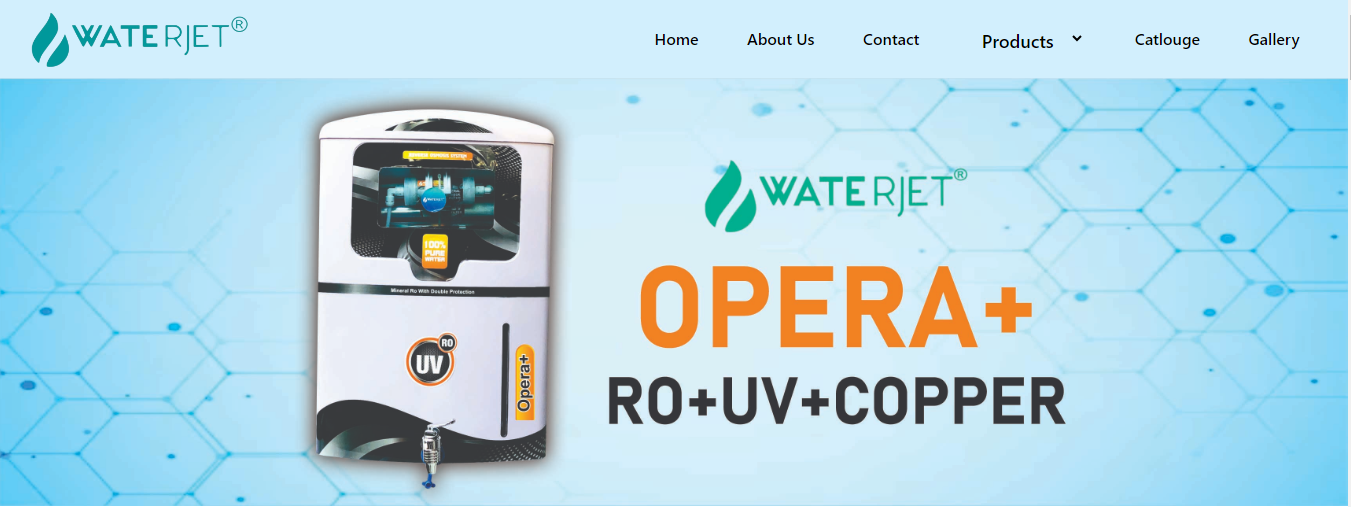 WATERJET®
Home
About Us
Contact
Products
Catlouge
Gallery
WATERJET®
100%
PURE
WATER
Mineral Ro With Double Protection
RO
UV
Opera+
OPERA+
RO+UV+COPPER